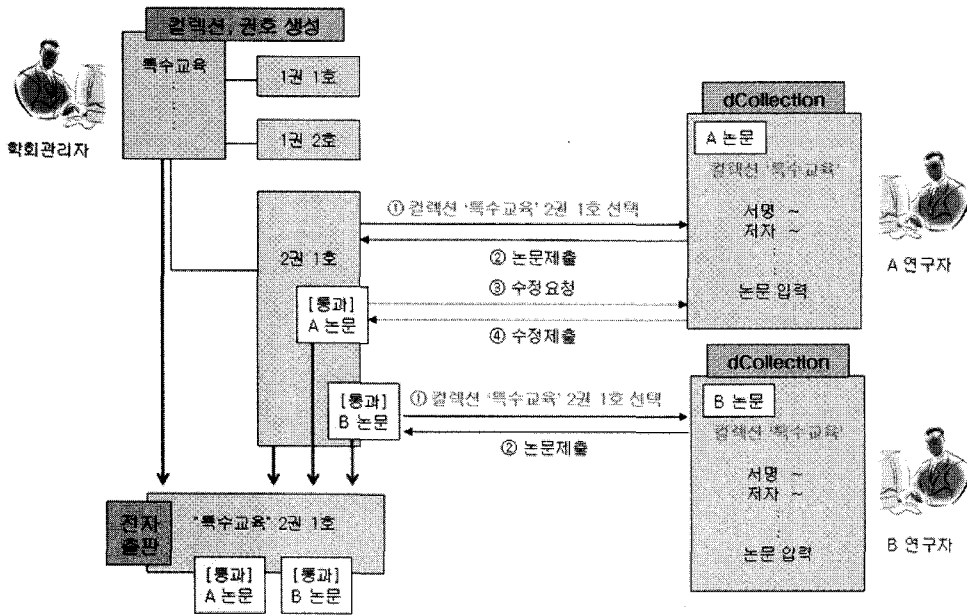 컬렉션, 권호 생성
특수교육
1권 1호
1권 2호
학회관리자
2권 1호
① 컬렉션 '특수교육' 2권 1호 선택
② 논문제출
③ 수정요청
④ 수정제출
[통과]
A 논문
dCollection
A 논문
컬렉션 '특수교육'
서명 ~
저자 ~
논문 입력
A 연구자
[통과]
B 논문
① 컬렉션 '특수교육' 2권 1호 선택
② 논문제출
dCollection
B 논문
컬렉션 '특수교육'
서명 ~
저자 ~
논문 입력
B 연구자
전자
출판
"특수교육" 2권 1호
[통과]
A 논문
[통과]
B 논문